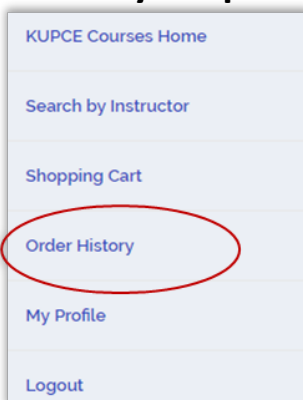 KUPCE Courses Home
Search by Instructor
Shopping Cart
Order History
My Profile
Logout